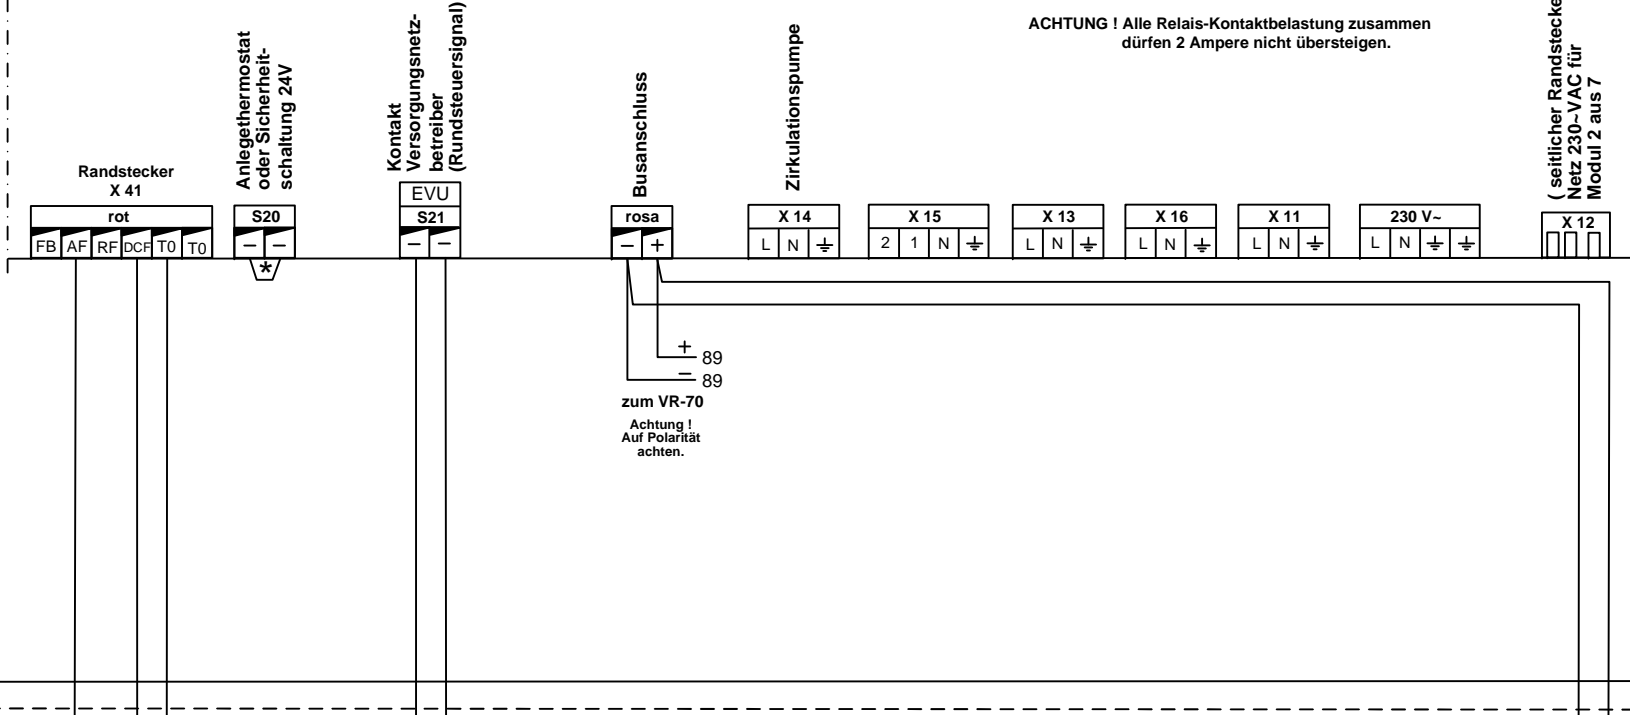 ACHTUNG ! Alle Relais-Kontaktbelastung zusammen
dürfen 2 Ampere nicht übersteigen.
Randstecker
X 41
rot
FB AF RF DCF T0 T0
Anlegethermostat
oder Sicherheit-
schaltung 24V
S20
– –
*
Kontakt
Versorgungsnetz-
betreiber
(Rundsteuersignal)
EVU
S21
– –
Busanschluss
rosa
– +
Zirkulationspumpe
X 14
L N
X 15
2 1 N
X 13
L N
X 16
L N
X 11
L N
230 V~
L N
( seitlicher Randstecke
Netz 230~VAC für
Modul 2 aus 7
X 12
+ 89
– 89
zum VR-70
Achtung !
Auf Polarität
achten.